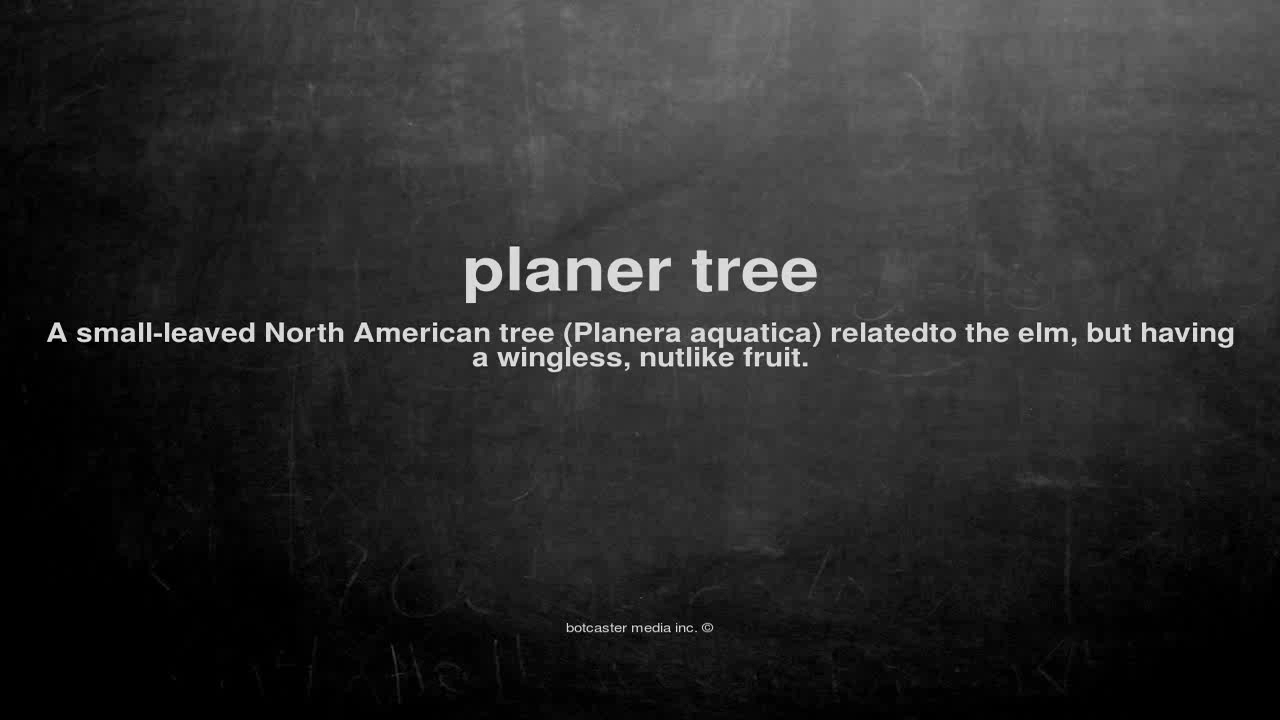 planer tree
A small-leaved North American tree (Planera aquatica) relatedto the elm, but having
a wingless, nutlike fruit.
botcaster media inc. ©